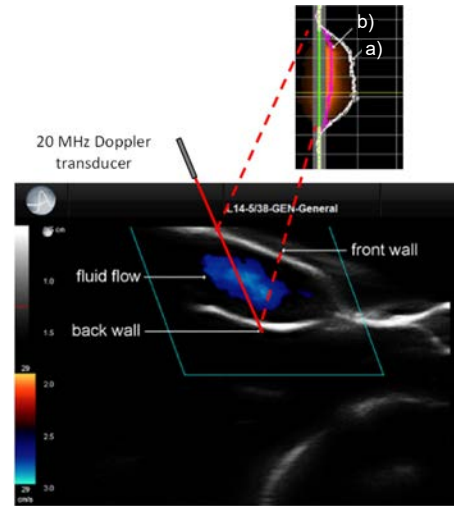 b)
a)
20 MHz Doppler
transducer
L14-5/38-GEN-General
cm
front wall
1.0
fluid flow
back wall
1.5
29
2.0
2.5
29
cm/s
3.0